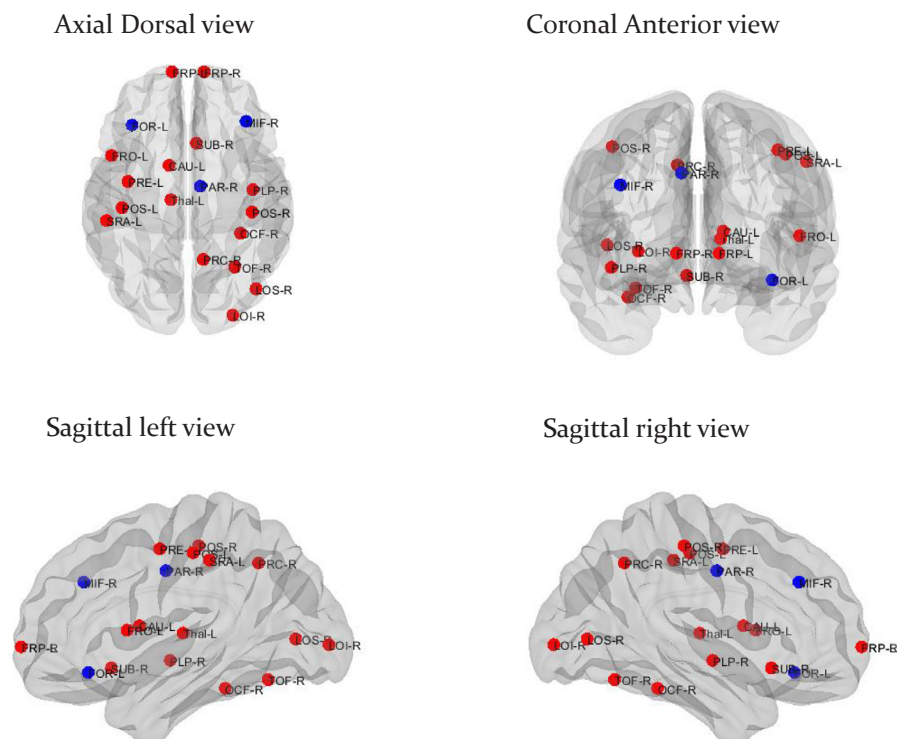 Axial Dorsal view
Coronal Anterior view
FRP-L FRP-R
FOR-L
MIF-R
SUB-R
FRO-L
CAU-L
PRE-L
PAR-R
PLP-R
Thal-L
POS-L
POS-R
SRA-L
OCF-R
PRC-R
TOF-R
LOS-R
LOI-R
POS-R
PRE-L
POS-L
SRA-L
PRC-R
PAR-R
MIF-R
CAU-L
Thal-L
FRO-L
LOS-R
LOI-R
FRP-R
FRP-L
PLP-R
SUB-R
FOR-L
TOF-R
OCF-R
Sagittal left view
Sagittal right view
PRE-L
POS-R
POS-L
SRA-L
PRC-R
PAR-R
MIF-R
CAU-L
FRO-L
Thal-L
LOS-R
LOI-R
FRP-R
PLP-R
SUB-R
FOR-L
TOF-R
OCF-R
POS-R
PRE-L
POS-L
SRA-L
PRC-R
PAR-R
MIF-R
CAU-L
FRO-L
Thal-L
LOI-R
LOS-R
FRP-R
PLP-R
SUB-R
FOR-L
TOF-R
OCF-R